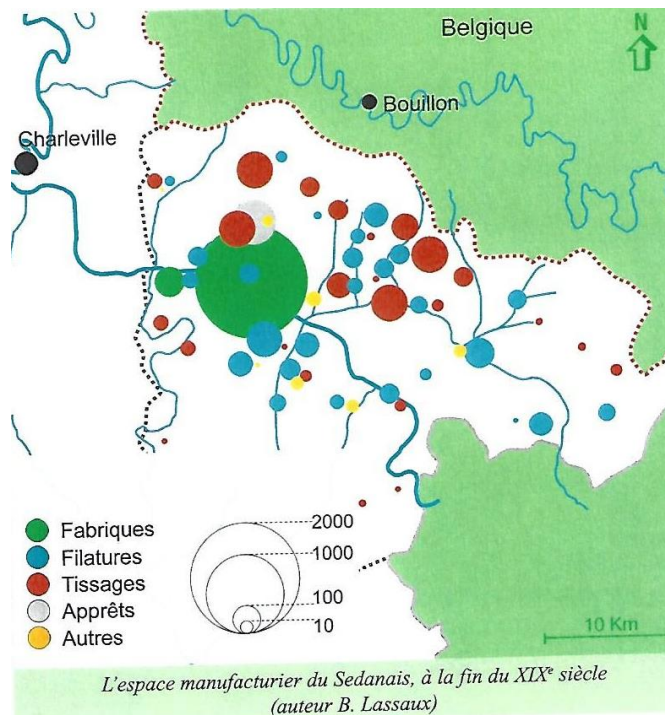 Belgique
N
Bouillon
Charleville
Fabriques
Filatures
Tissages
Apprêts
Autres
2000
1000
100
10
10 Km
L'espace manufacturier du Sedanais, à la fin du XIXe siècle
(auteur B. Lassaux)